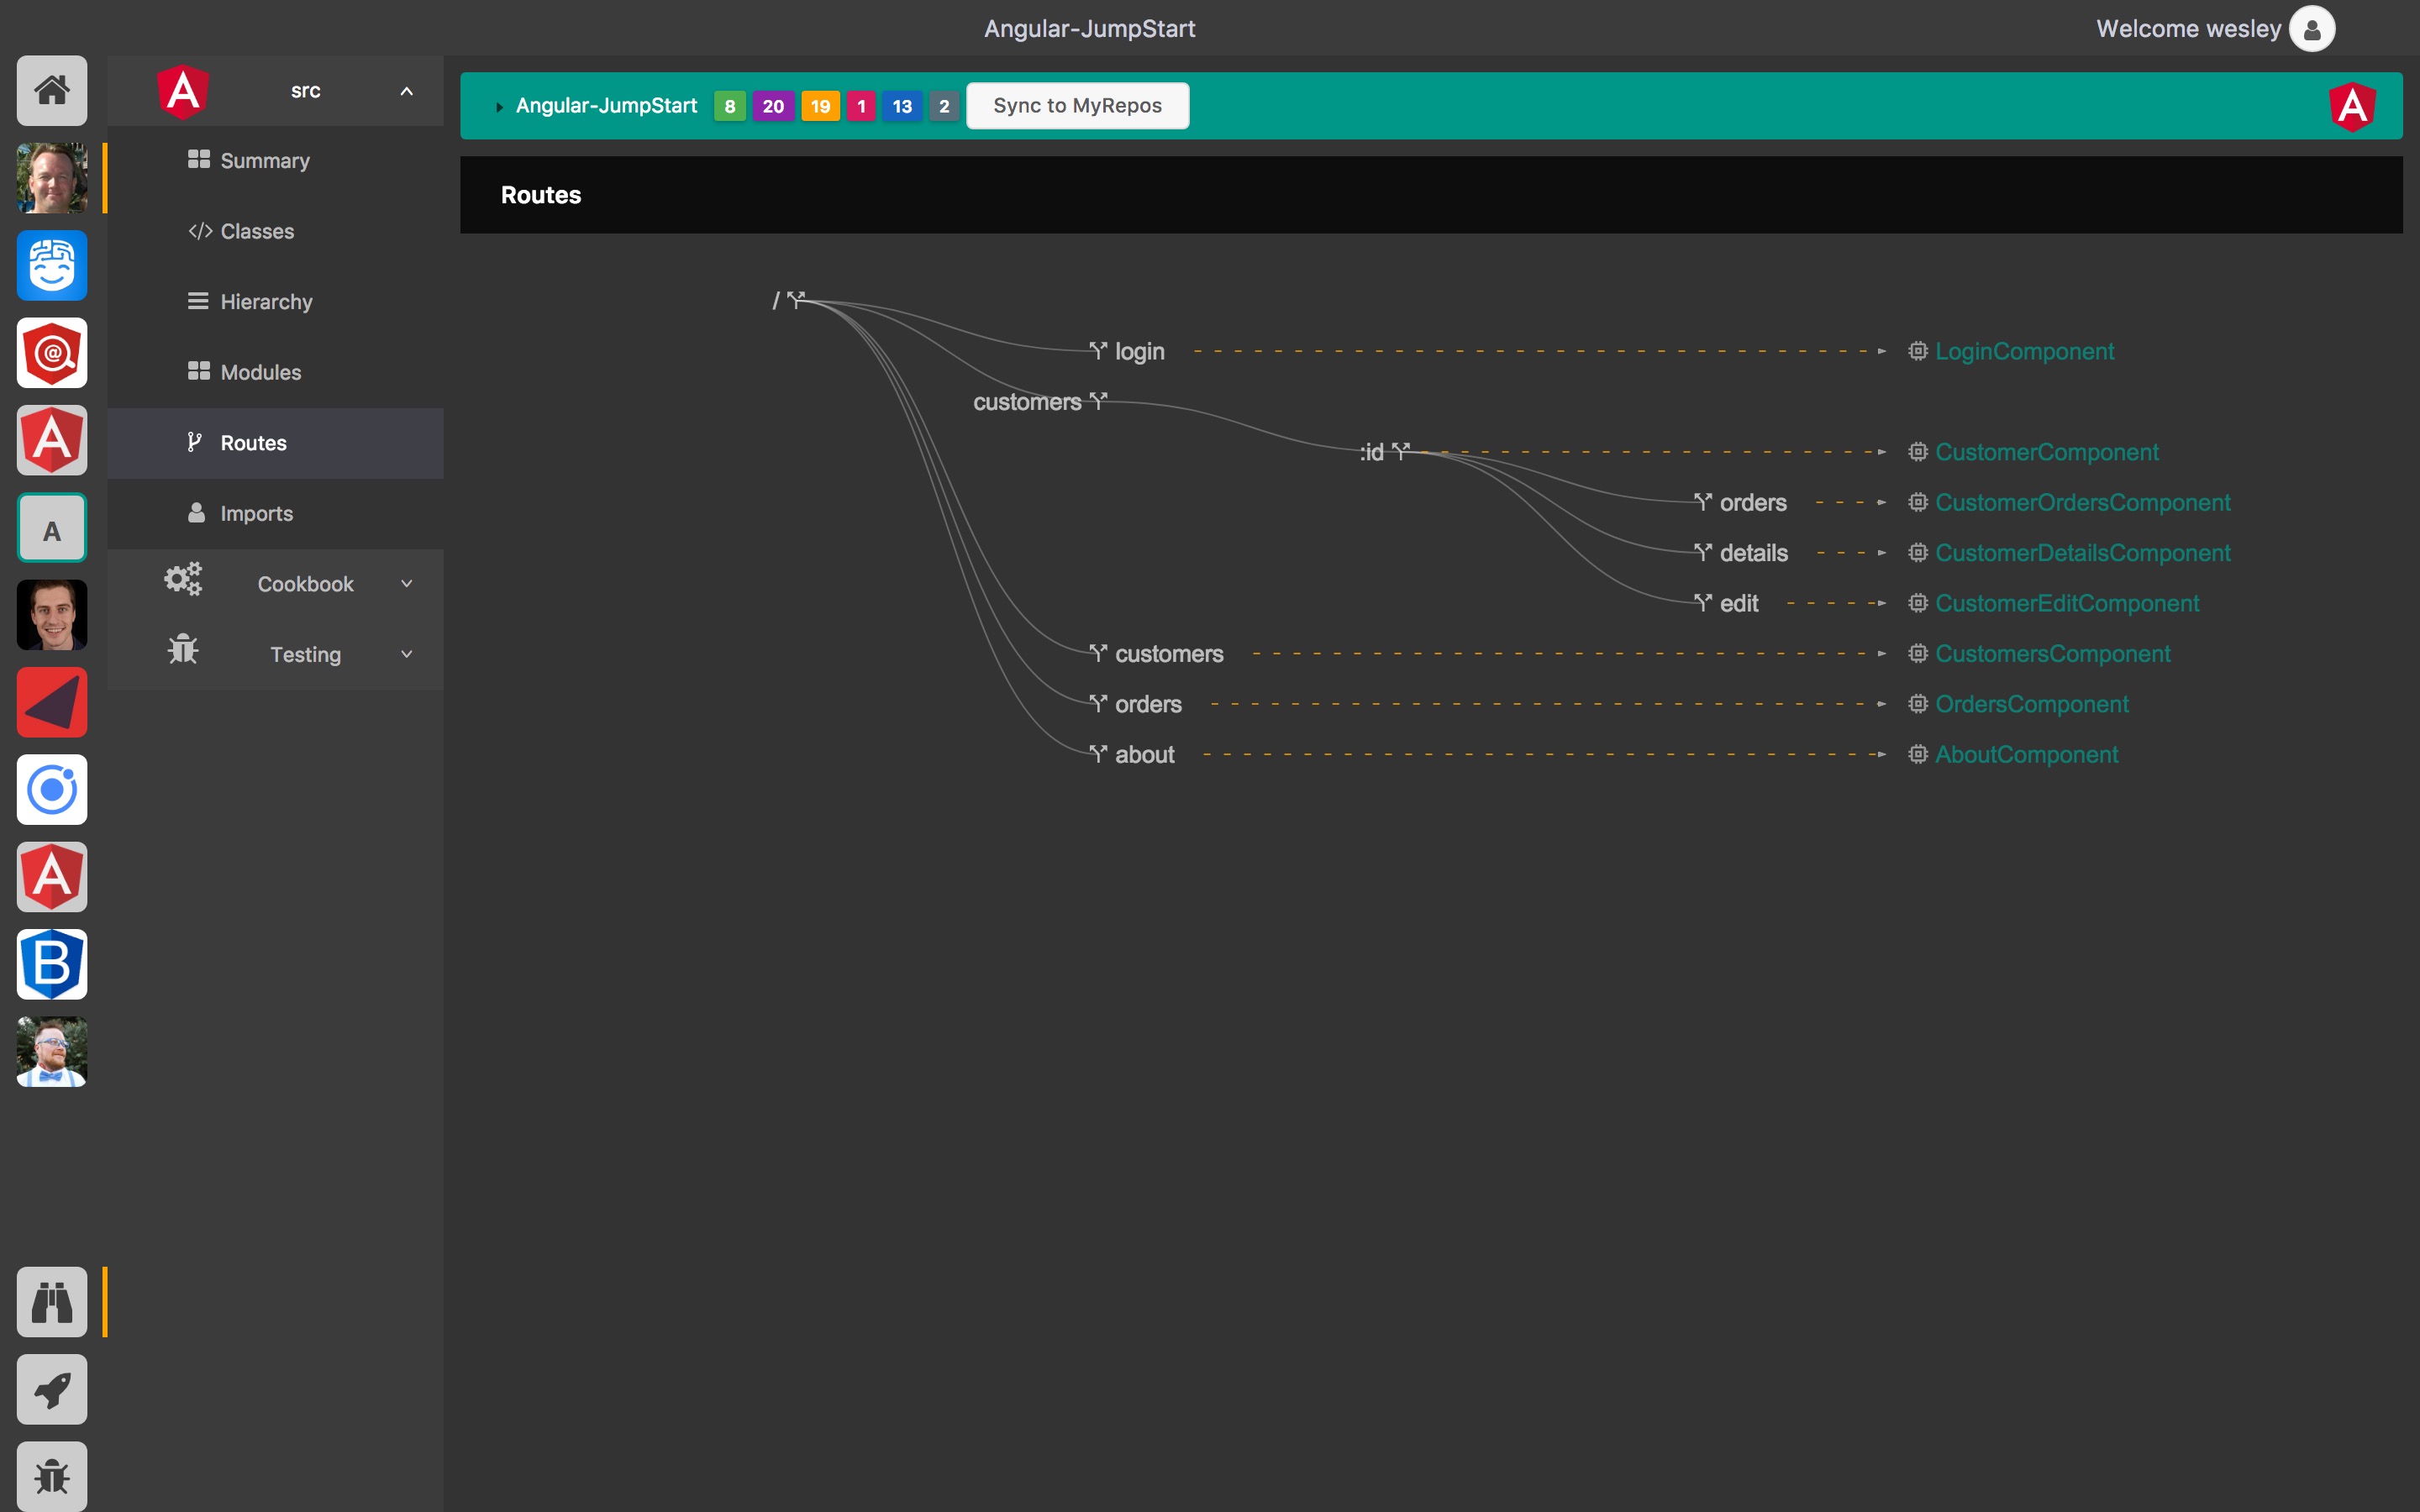 Angular-JumpStart
Welcome wesley
src
Angular-JumpStart 8 20 19 1 13 2 Sync to MyRepos
Summary
Classes
Hierarchy
Modules
Routes
Imports
Cookbook
Testing
Routes
/
login LoginComponent
customers
:id CustomerComponent
orders CustomerOrdersComponent
details CustomerDetailsComponent
edit CustomerEditComponent
customers CustomersComponent
orders OrdersComponent
about AboutComponent
A
A
@
A
A
A
B
A